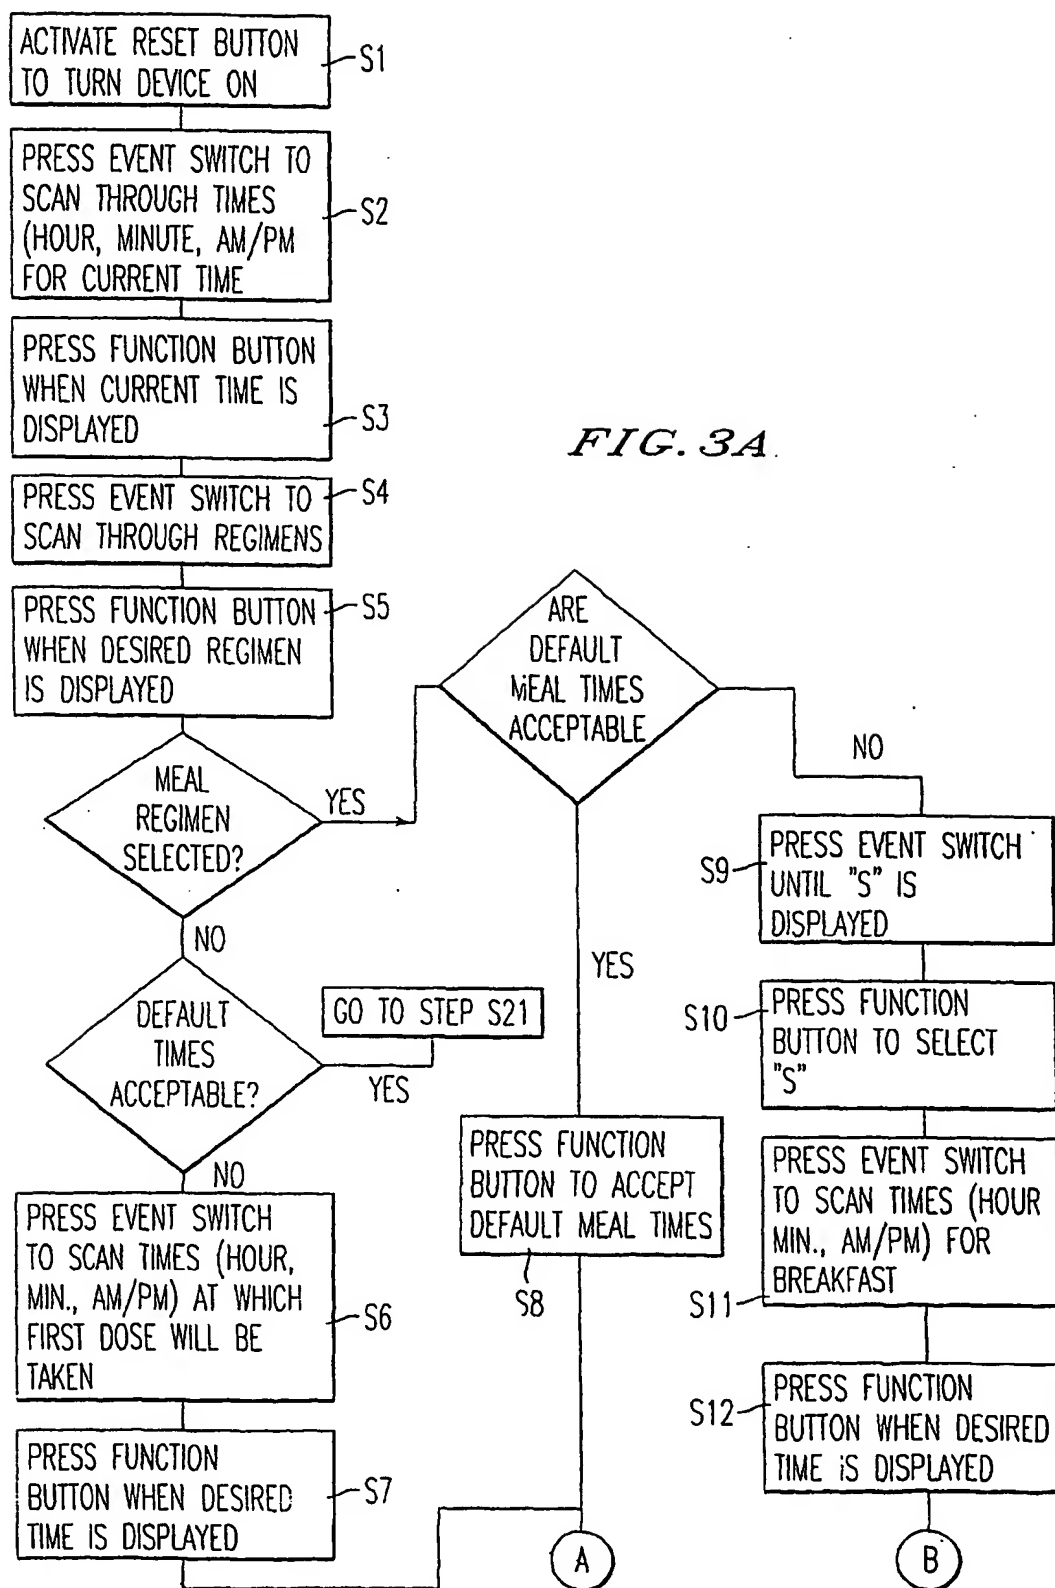 ACTIVATE RESET BUTTON
TO TURN DEVICE ON
S1
PRESS EVENT SWITCH TO
SCAN THROUGH TIMES
(HOUR, MINUTE, AM/PM
FOR CURRENT TIME
S2
PRESS FUNCTION BUTTON
WHEN CURRENT TIME IS
DISPLAYED
S3
FIG. 3A
PRESS EVENT SWITCH TO
SCAN THROUGH REGIMENS
S4
PRESS FUNCTION BUTTON
WHEN DESIRED REGIMEN
IS DISPLAYED
S5
MEAL
REGIMEN
SELECTED?
YES
NO
DEFAULT
TIMES
ACCEPTABLE?
YES
GO TO STEP S21
NO
PRESS EVENT SWITCH
TO SCAN TIMES (HOUR,
MIN., AM/PM) AT WHICH
FIRST DOSE WILL BE
TAKEN
S6
PRESS FUNCTION
BUTTON WHEN DESIRED
TIME IS DISPLAYED
S7
ARE
DEFAULT
MEAL TIMES
ACCEPTABLE
YES
PRESS FUNCTION
BUTTON TO ACCEPT
DEFAULT MEAL TIMES
S8
A
NO
PRESS EVENT SWITCH
UNTIL "S" IS
DISPLAYED
S9
PRESS FUNCTION
BUTTON TO SELECT
"S"
S10
PRESS EVENT SWITCH
TO SCAN TIMES (HOUR
MIN., AM/PM) FOR
BREAKFAST
S11
PRESS FUNCTION
BUTTON WHEN DESIRED
TIME IS DISPLAYED
S12
B